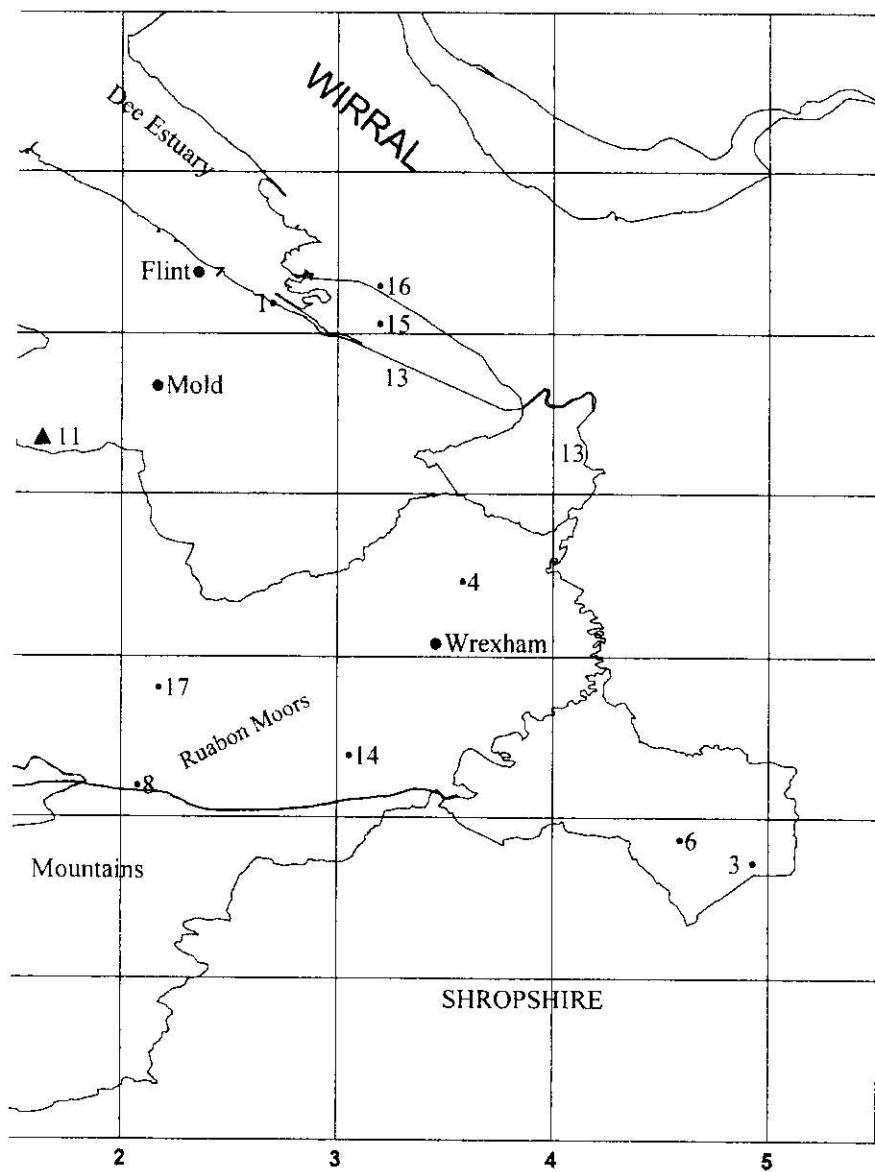 WIRRAL
Dee Estuary
Flint
16
1
15
13
Mold
11
13
4
Wrexham
17
Ruabon Moors
14
8
6
Mountains
3
SHROPSHIRE
2 3 4 5